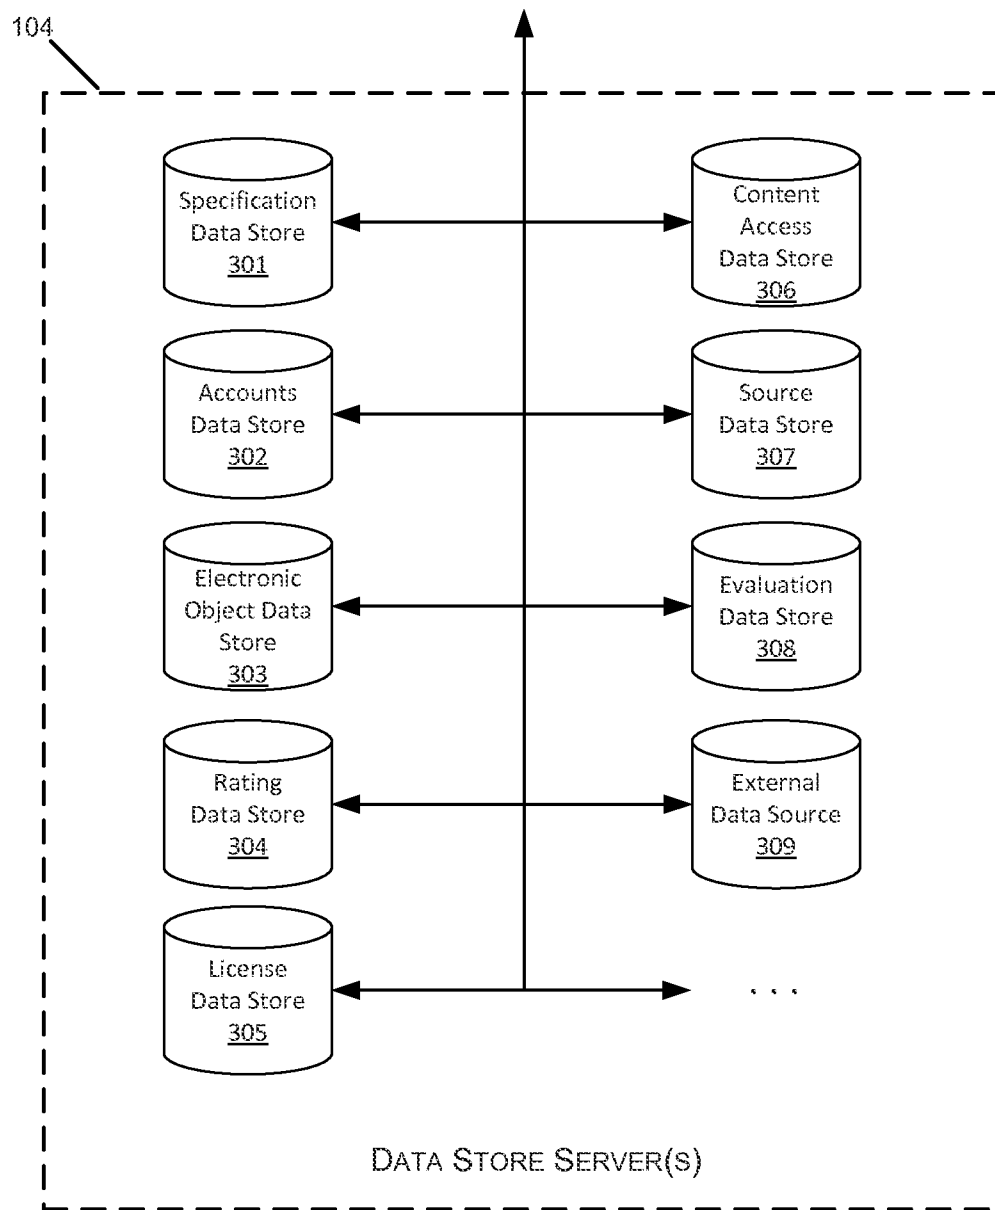 104
Specification
Data Store
301
Content
Access
Data Store
306
Accounts
Data Store
302
Source
Data Store
307
Electronic
Object Data
Store
303
Evaluation
Data Store
308
Rating
Data Store
304
External
Data Source
309
License
Data Store
305
. . .
DATA STORE SERVER(S)